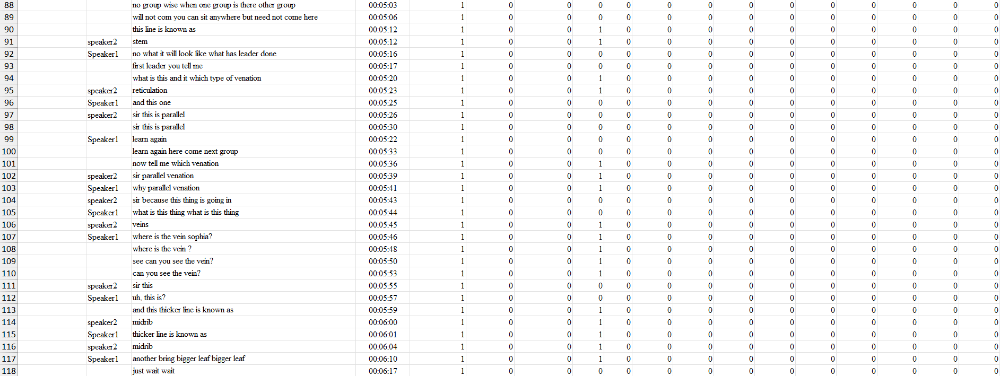 88 no group wise when one group is there other group 00:05:03 1 0 0 0 0 0 0 0 0 0 0 0 0 0
89 will not com you can sit anywhere but need not come here 00:05:06 1 0 0 0 0 0 0 0 0 0 0 0 0 0
90 this line is known as 00:05:12 1 0 0 1 0 0 0 0 0 0 0 0 0 0
91 speaker2 stem 00:05:12 1 0 0 1 0 0 0 0 0 0 0 0 0 0
92 Speaker1 no what it will look like what has leader done 00:05:16 1 0 0 0 0 0 0 0 0 0 0 0 0 0
93 first leader you tell me 00:05:17 1 0 0 0 0 0 0 0 0 0 0 0 0 0
94 what is this and it which type of venation 00:05:20 1 0 0 1 0 0 0 0 0 0 0 0 0 0
95 speaker2 reticulation 00:05:23 1 0 0 1 0 0 0 0 0 0 0 0 0 0
96 Speaker1 and this one 00:05:25 1 0 0 0 0 0 0 0 0 0 0 0 0 0
97 speaker2 sir this is parallel 00:05:26 1 0 0 0 0 0 0 0 0 0 0 0 0 0
98 sir this is parallel 00:05:30 1 0 0 0 0 0 0 0 0 0 0 0 0 0
99 Speaker1 learn again 00:05:22 1 0 0 0 0 0 0 0 0 0 0 0 0 0
100 learn again here come next group 00:05:33 1 0 0 0 0 0 0 0 0 0 0 0 0 0
101 now tell me which venation 00:05:36 1 0 0 1 0 0 0 0 0 0 0 0 0 0
102 speaker2 sir parallel venation 00:05:39 1 0 0 1 0 0 0 0 0 0 0 0 0 0
103 Speaker1 why parallel venation 00:05:41 1 0 0 1 0 0 0 0 0 0 0 0 0 0
104 speaker2 sir because this thing is going in 00:05:43 1 0 0 0 0 0 0 0 0 0 0 0 0 0
105 Speaker1 what is this thing what is this thing 00:05:44 1 0 0 0 0 0 0 0 0 0 0 0 0 0
106 speaker2 veins 00:05:45 1 0 0 1 0 0 0 0 0 0 0 0 0 0
107 Speaker1 where is the vein sophia? 00:05:46 1 0 0 1 0 0 0 0 0 0 0 0 0 0
108 where is the vein ? 00:05:48 1 0 0 1 0 0 0 0 0 0 0 0 0 0
109 see can you see the vein? 00:05:50 1 0 0 1 0 0 0 0 0 0 0 0 0 0
110 can you see the vein? 00:05:53 1 0 0 1 0 0 0 0 0 0 0 0 0 0
111 speaker2 sir this 00:05:55 1 0 0 0 0 0 0 0 0 0 0 0 0 0
112 Speaker1 uh, this is? 00:05:57 1 0 0 0 0 0 0 0 0 0 0 0 0 0
113 and this thicker line is known as 00:05:59 1 0 0 1 0 0 0 0 0 0 0 0 0 0
114 speaker2 midrib 00:06:00 1 0 0 1 0 0 0 0 0 0 0 0 0 0
115 Speaker1 thicker line is known as 00:06:01 1 0 0 1 0 0 0 0 0 0 0 0 0 0
116 speaker2 midrib 00:06:04 1 0 0 1 0 0 0 0 0 0 0 0 0 0
117 Speaker1 another bring bigger leaf bigger leaf 00:06:10 1 0 0 1 0 0 0 0 0 0 0 0 0 0
118 just wait wait 00:06:17 1 0 0 0 0 0 0 0 0 0 0 0 0 0